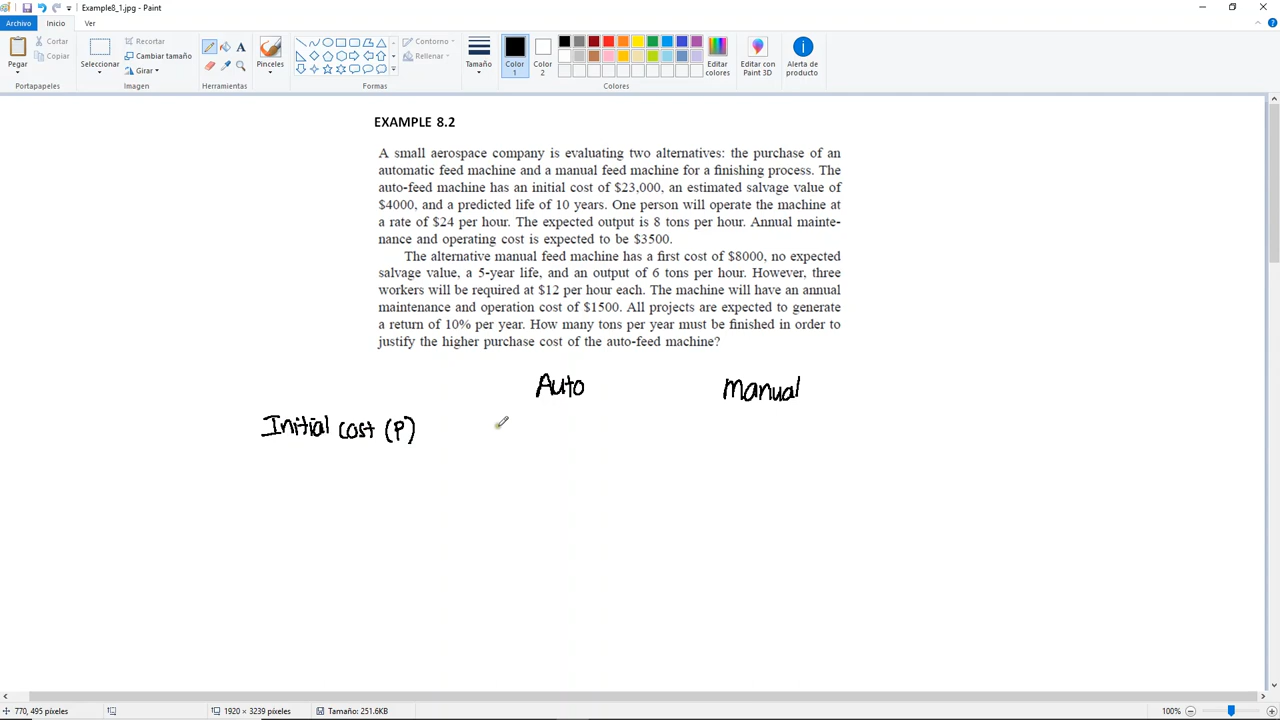 Example8_1.jpg - Paint
Archivo Inicio Ver
Pegar
Cortar
Copiar
Portapapeles
Seleccionar
Recortar
Cambiar tamaño
Girar
Imagen
A
Herramientas
Pinceles
Contorno
Rellenar
Formas
Tamaño
Color 1
Color 2
Editar colores
Editar con Paint 3D
Alerta de producto
Colores
EXAMPLE 8.2
A small aerospace company is evaluating two alternatives: the purchase of an
automatic feed machine and a manual feed machine for a finishing process. The
auto-feed machine has an initial cost of $23,000, an estimated salvage value of
$4000, and a predicted life of 10 years. One person will operate the machine at
a rate of $24 per hour. The expected output is 8 tons per hour. Annual mainte-
nance and operating cost is expected to be $3500.
The alternative manual feed machine has a first cost of $8000, no expected
salvage value, a 5-year life, and an output of 6 tons per hour. However, three
workers will be required at $12 per hour each. The machine will have an annual
maintenance and operation cost of $1500. All projects are expected to generate
a return of 10% per year. How many tons per year must be finished in order to
justify the higher purchase cost of the auto-feed machine?
Auto Manual
Initial cost (P)
770, 495 píxeles 1920 × 3239 píxeles Tamaño: 251.6KB 100%